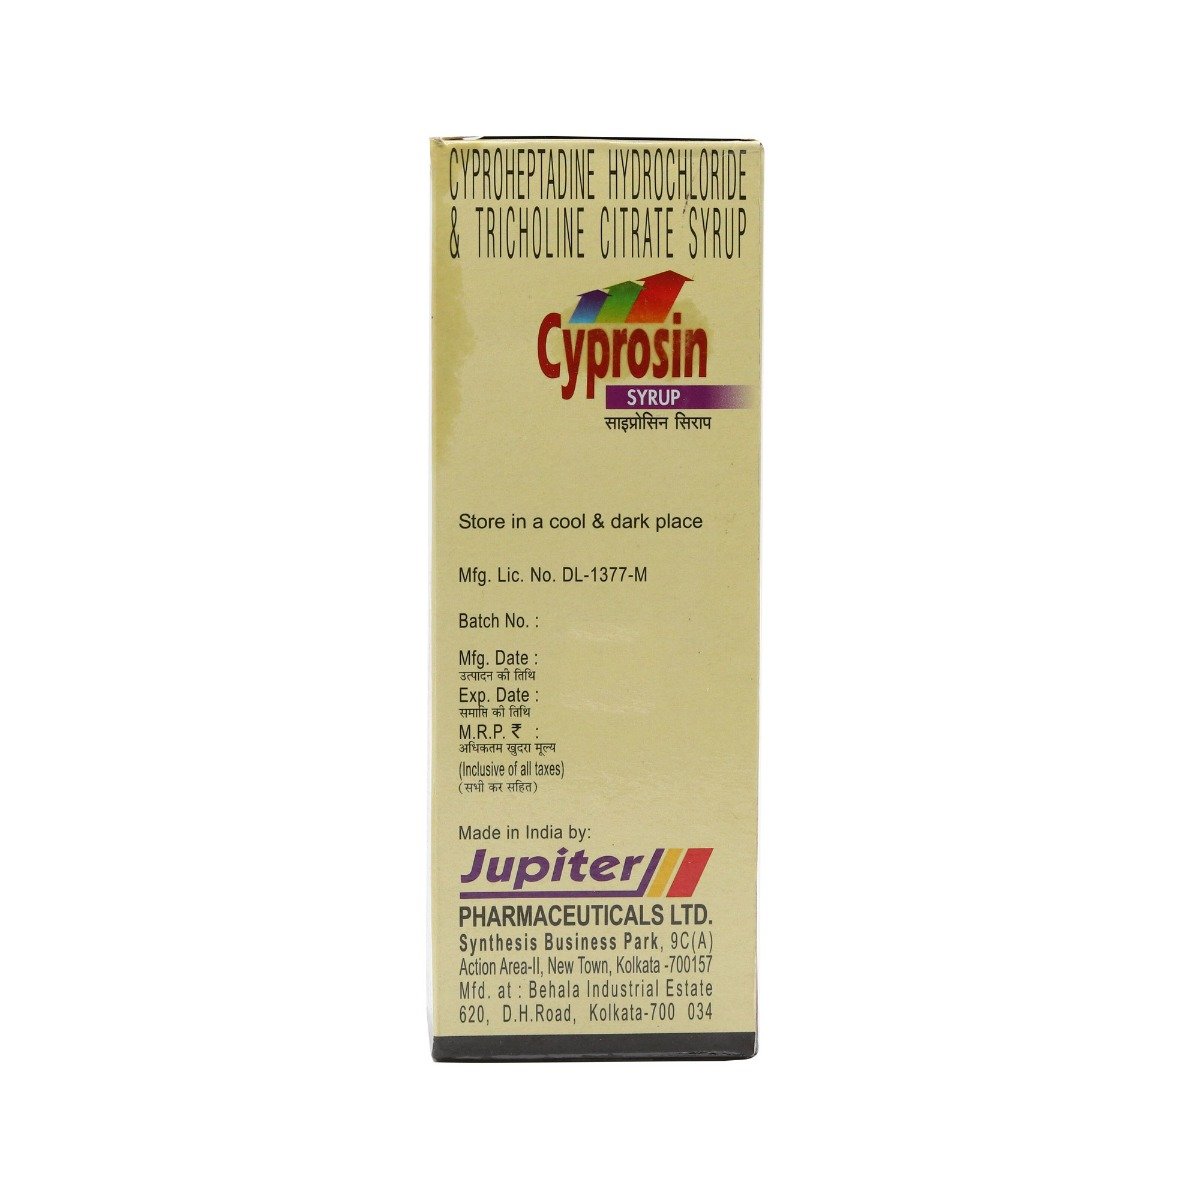 CYPROHEPTADINE HYDROCHLORIDE
& TRICHOLINE CITRATE SYRUP
Cyprosin
SYRUP
साइप्रोसिन सिराप
Store in a cool & dark place
Mfg. Lic. No. DL-1377-M
Batch No. :
Mfg. Date :
उत्पादन की तिथि
Exp. Date :
समाप्ति की तिथि
M.R.P. ₹ :
अधिकतम खुदरा मूल्य
(Inclusive of all taxes)
(सभी कर सहित)
Made in India by:
Jupiter
PHARMACEUTICALS LTD.
Synthesis Business Park, 9C(A)
Action Area-II, New Town, Kolkata -700157
Mfd. at : Behala Industrial Estate
620, D.H.Road, Kolkata-700 034